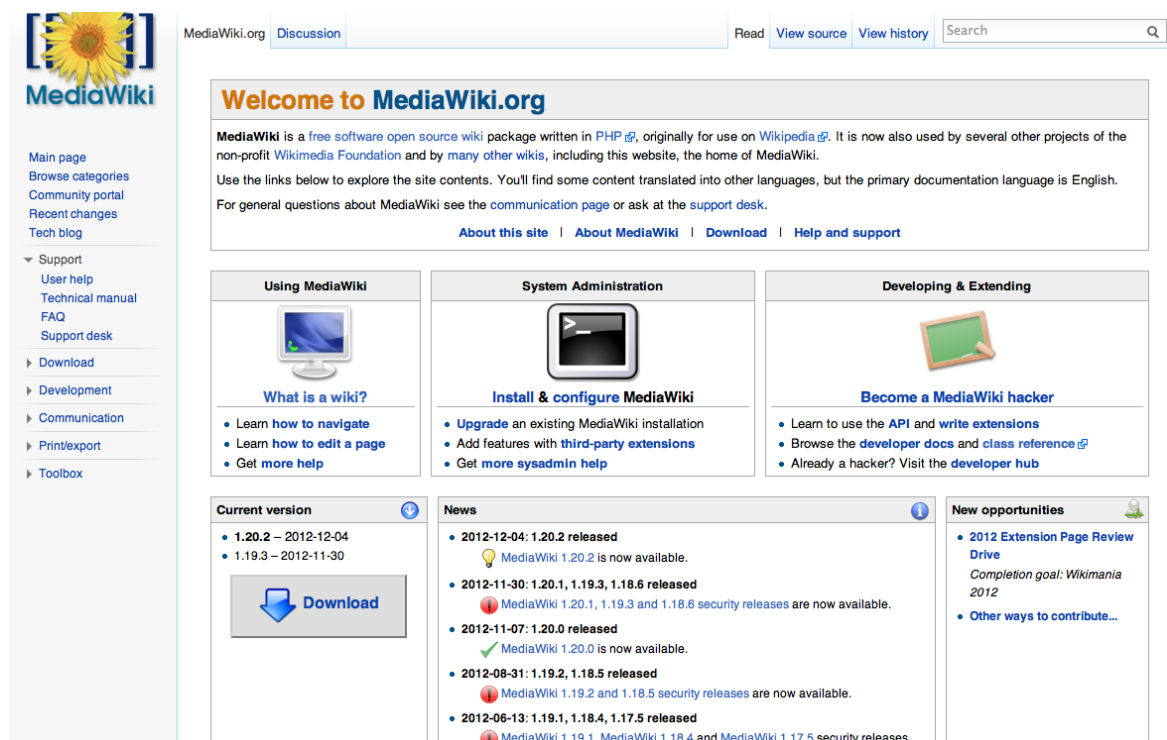 MediaWiki
MediaWiki.org Discussion
Read View source View history Search
Main page
Browse categories
Community portal
Recent changes
Tech blog
Support
User help
Technical manual
FAQ
Support desk
Download
Development
Communication
Print/export
Toolbox
Welcome to MediaWiki.org
MediaWiki is a free software open source wiki package written in PHP, originally for use on Wikipedia. It is now also used by several other projects of the
non-profit Wikimedia Foundation and by many other wikis, including this website, the home of MediaWiki.
Use the links below to explore the site contents. You'll find some content translated into other languages, but the primary documentation language is English.
For general questions about MediaWiki see the communication page or ask at the support desk.
About this site | About MediaWiki | Download | Help and support
Using MediaWiki
What is a wiki?
• Learn how to navigate
• Learn how to edit a page
• Get more help
System Administration
>_
Install & configure MediaWiki
• Upgrade an existing MediaWiki installation
• Add features with third-party extensions
• Get more sysadmin help
Developing & Extending
Become a MediaWiki hacker
• Learn to use the API and write extensions
• Browse the developer docs and class reference
• Already a hacker? Visit the developer hub
Current version
• 1.20.2 – 2012-12-04
• 1.19.3 – 2012-11-30
Download
News
• 2012-12-04: 1.20.2 released
MediaWiki 1.20.2 is now available.
• 2012-11-30: 1.20.1, 1.19.3, 1.18.6 released
MediaWiki 1.20.1, 1.19.3 and 1.18.6 security releases are now available.
• 2012-11-07: 1.20.0 released
MediaWiki 1.20.0 is now available.
• 2012-08-31: 1.19.2, 1.18.5 released
MediaWiki 1.19.2 and 1.18.5 security releases are now available.
• 2012-06-13: 1.19.1, 1.18.4, 1.17.5 released
MediaWiki 1.19.1, MediaWiki 1.18.4 and MediaWiki 1.17.5 security releases
New opportunities
• 2012 Extension Page Review
Drive
Completion goal: Wikimania
2012
• Other ways to contribute...